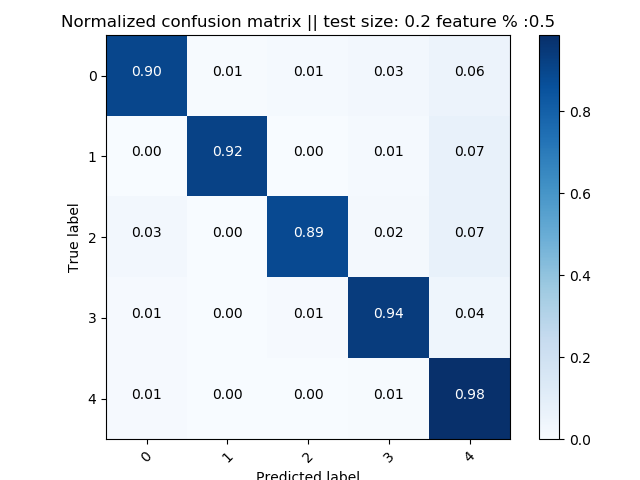 Normalized confusion matrix || test size: 0.2 feature % :0.5
0 0.90 0.01 0.01 0.03 0.06
1 0.00 0.92 0.00 0.01 0.07
2 0.03 0.00 0.89 0.02 0.07
3 0.01 0.00 0.01 0.94 0.04
4 0.01 0.00 0.00 0.01 0.98
True label
0 1 2 3 4
Predicted label
0.8
0.6
0.4
0.2
0.0